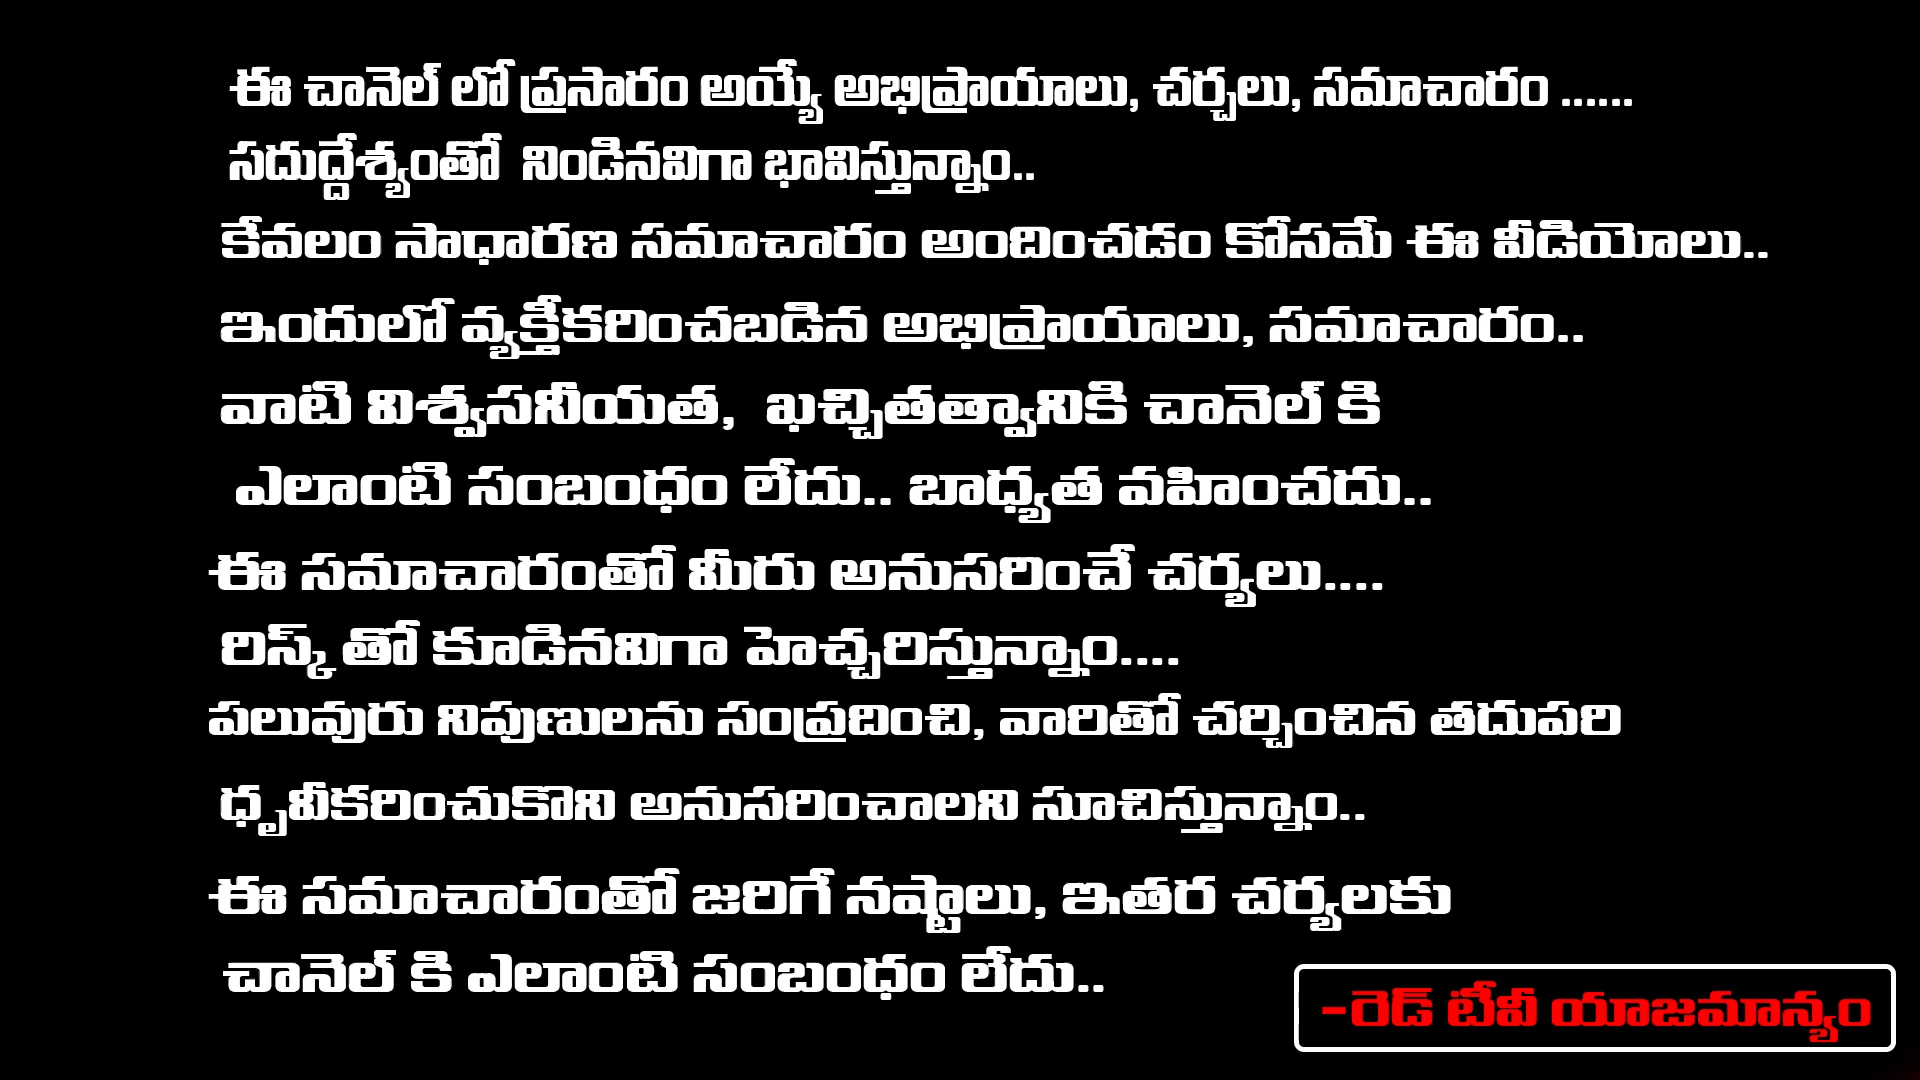 ఈ చానెల్ లో ప్రసారం అయ్యే అభిప్రాయాలు, చర్చలు, సమాచారం ......
సదుద్దేశ్యంతో నిండినవిగా భావిస్తున్నాం..
కేవలం సాధారణ సమాచారం అందించడం కోసమే ఈ వీడియోలు..
ఇందులో వ్యక్తీకరించబడిన అభిప్రాయాలు, సమాచారం..
వాటి విశ్వసనీయత, ఖచ్చితత్వానికి చానెల్ కి
ఎలాంటి సంబంధం లేదు.. బాధ్యత వహించదు..
ఈ సమాచారంతో మీరు అనుసరించే చర్యలు....
రిస్క్ తో కూడినవిగా హెచ్చరిస్తున్నాం....
పలువురు నిపుణులను సంప్రదించి, వారితో చర్చించిన తదుపరి
ధృవీకరించుకొని అనుసరించాలని సూచిస్తున్నాం..
ఈ సమాచారంతో జరిగే నష్టాలు, ఇతర చర్యలకు
చానెల్ కి ఎలాంటి సంబంధం లేదు..
-రెడ్ టీవీ యాజమాన్యం